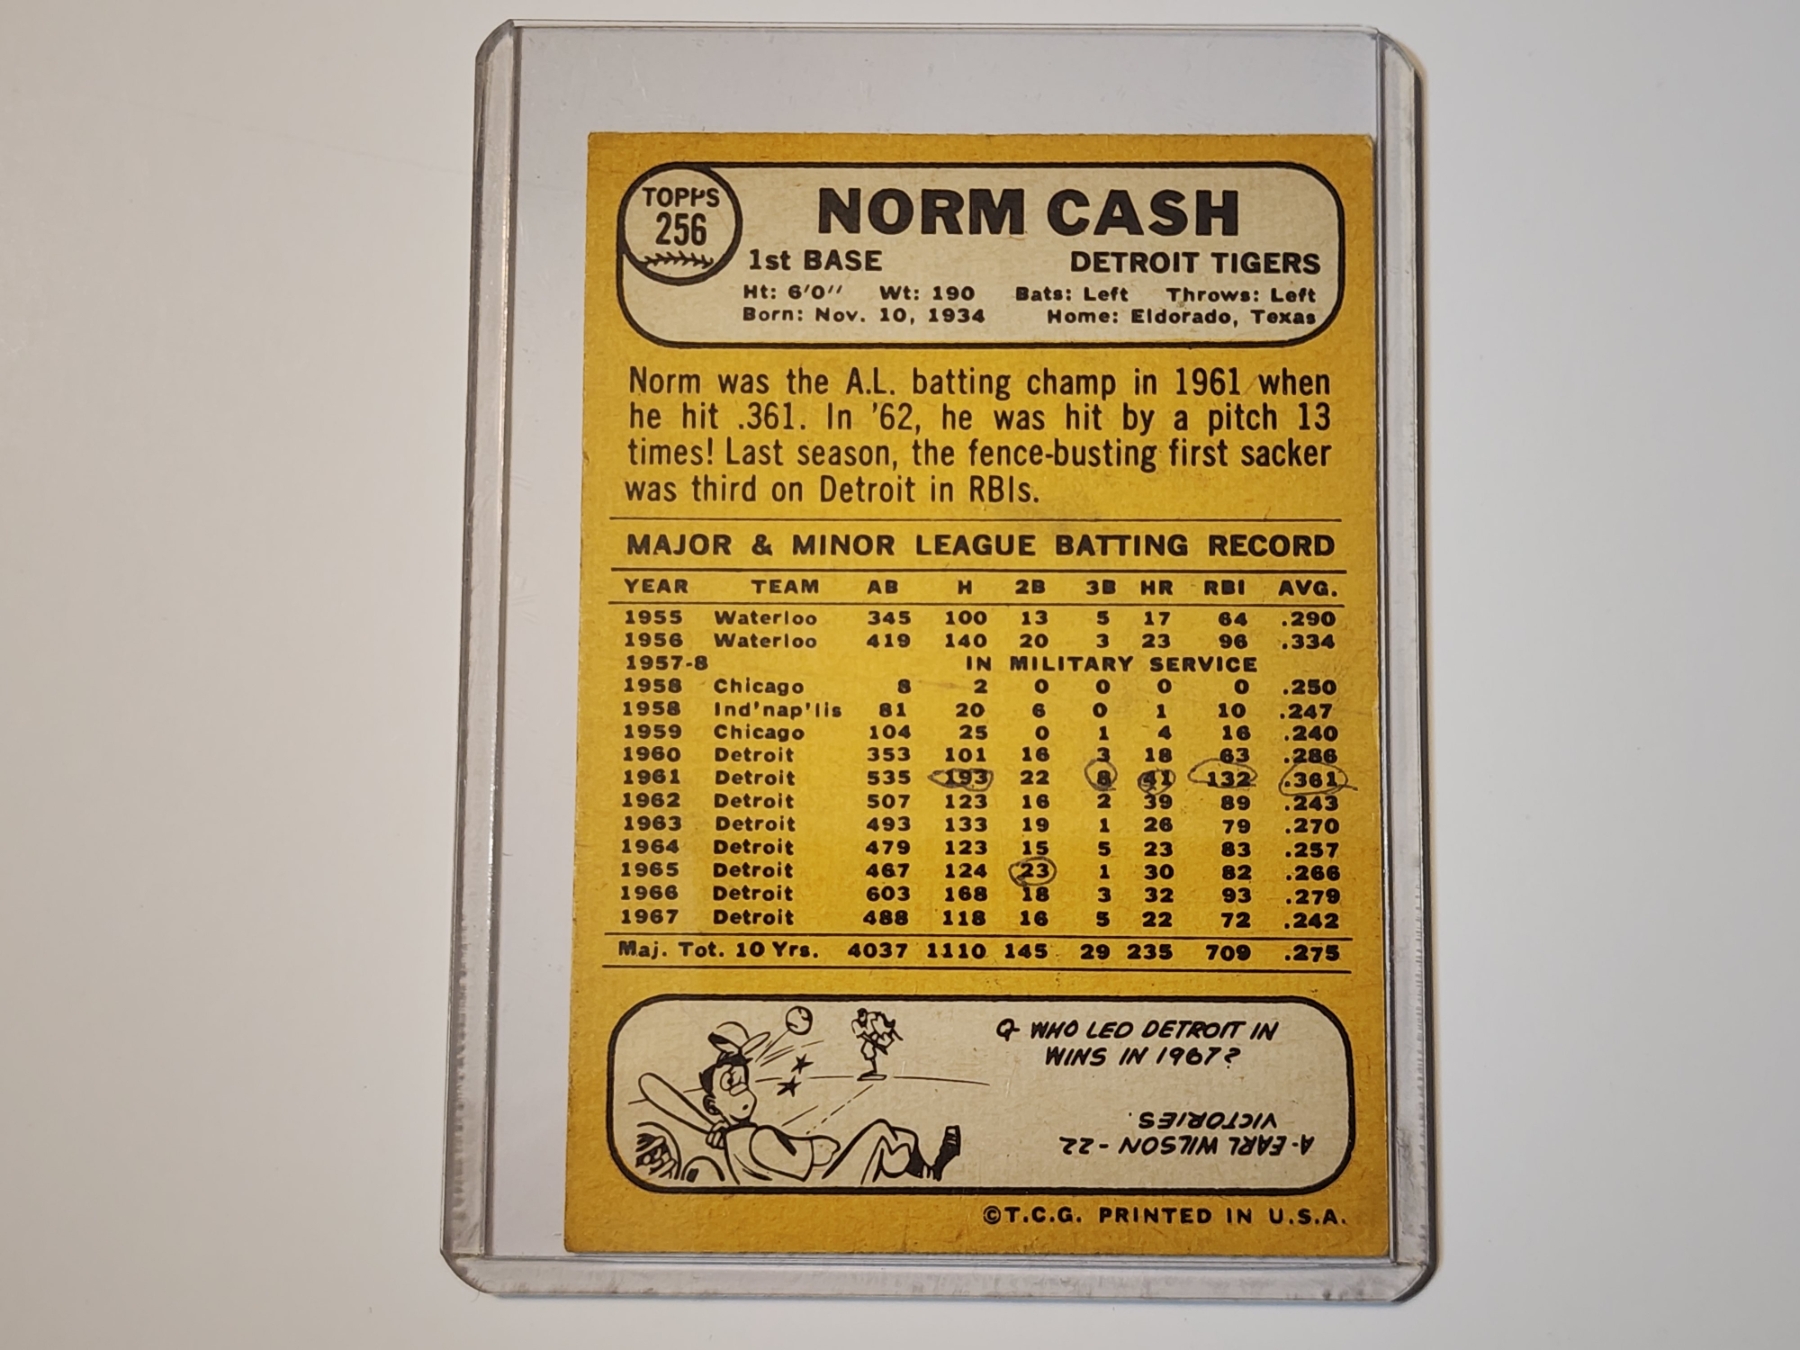 TOPPS
256
NORM CASH
1st BASE DETROIT TIGERS
Ht: 6'0" Wt: 190 Bats: Left Throws: Left
Born: Nov. 10, 1934 Home: Eldorado, Texas
Norm was the A.L. batting champ in 1961 when
he hit .361. In '62, he was hit by a pitch 13
times! Last season, the fence-busting first sacker
was third on Detroit in RBIs.
MAJOR & MINOR LEAGUE BATTING RECORD
YEAR TEAM AB H 2B 3B HR RBI AVG.
1955 Waterloo 345 100 13 5 17 64 .290
1956 Waterloo 419 140 20 3 23 96 .334
1957-8 IN MILITARY SERVICE
1958 Chicago 8 2 0 0 0 0 .250
1958 Ind'nap'lis 81 20 6 0 1 10 .247
1959 Chicago 104 25 0 1 4 16 .240
1960 Detroit 353 101 16 3 18 63 .286
1961 Detroit 535 193 22 8 41 132 .361
1962 Detroit 507 123 16 2 39 89 .243
1963 Detroit 493 133 19 1 26 79 .270
1964 Detroit 479 123 15 5 23 83 .257
1965 Detroit 467 124 23 1 30 82 .266
1966 Detroit 603 168 18 3 32 93 .279
1967 Detroit 488 118 16 5 22 72 .242
Maj. Tot. 10 Yrs. 4037 1110 145 29 235 709 .275
Q- WHO LED DETROIT IN
WINS IN 1967?
A-EARL WILSON-22
VICTORIES.
©T.C.G. PRINTED IN U.S.A.